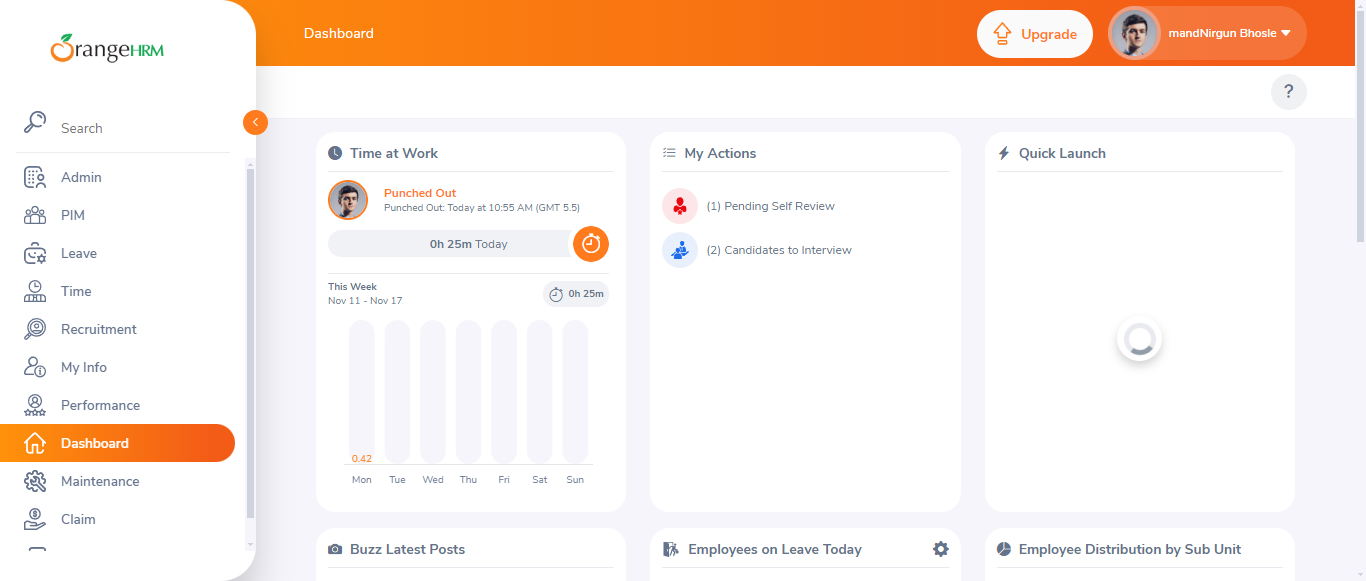 OrangeHRM
Search
Admin
PIM
Leave
Time
Recruitment
My Info
Performance
Dashboard
Maintenance
Claim
Dashboard
Upgrade
mandNirgun Bhosle
?
Time at Work
Punched Out
Punched Out: Today at 10:55 AM (GMT 5.5)
0h 25m Today
This Week
Nov 11 - Nov 17
0h 25m
0.42
Mon Tue Wed Thu Fri Sat Sun
My Actions
(1) Pending Self Review
(2) Candidates to Interview
Quick Launch
Buzz Latest Posts
Employees on Leave Today
Employee Distribution by Sub Unit